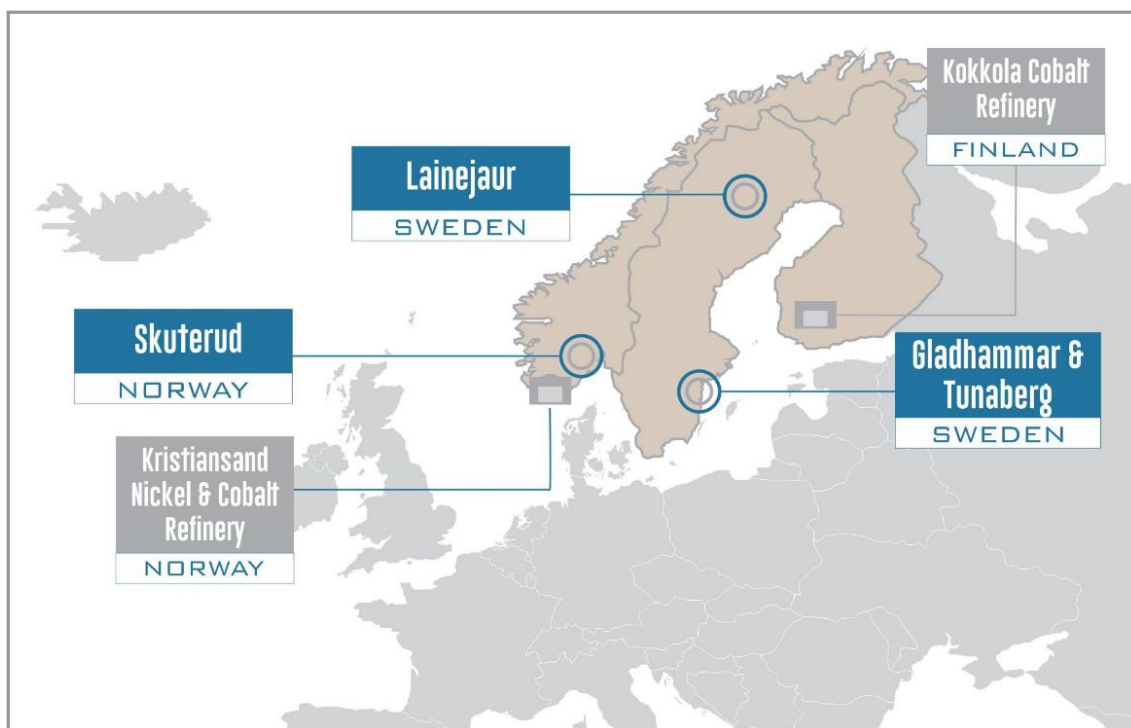 Kokkola Cobalt
Refinery
FINLAND
Lainejaur
SWEDEN
Skuterud
NORWAY
Gladhammar &
Tunaberg
SWEDEN
Kristiansand
Nickel & Cobalt
Refinery
NORWAY